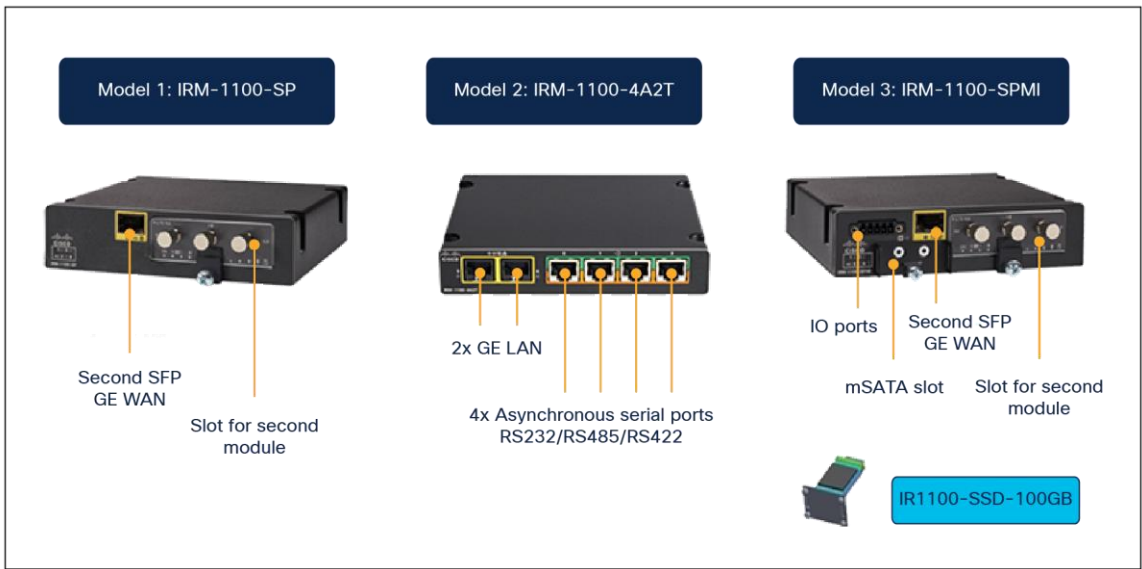 Model 1: IRM-1100-SP
Model 2: IRM-1100-4A2T
Model 3: IRM-1100-SPMI
Second SFP
GE WAN
Slot for second
module
2x GE LAN
4x Asynchronous serial ports
RS232/RS485/RS422
IO ports
mSATA slot
Second SFP
GE WAN
Slot for second
module
IR1100-SSD-100GB